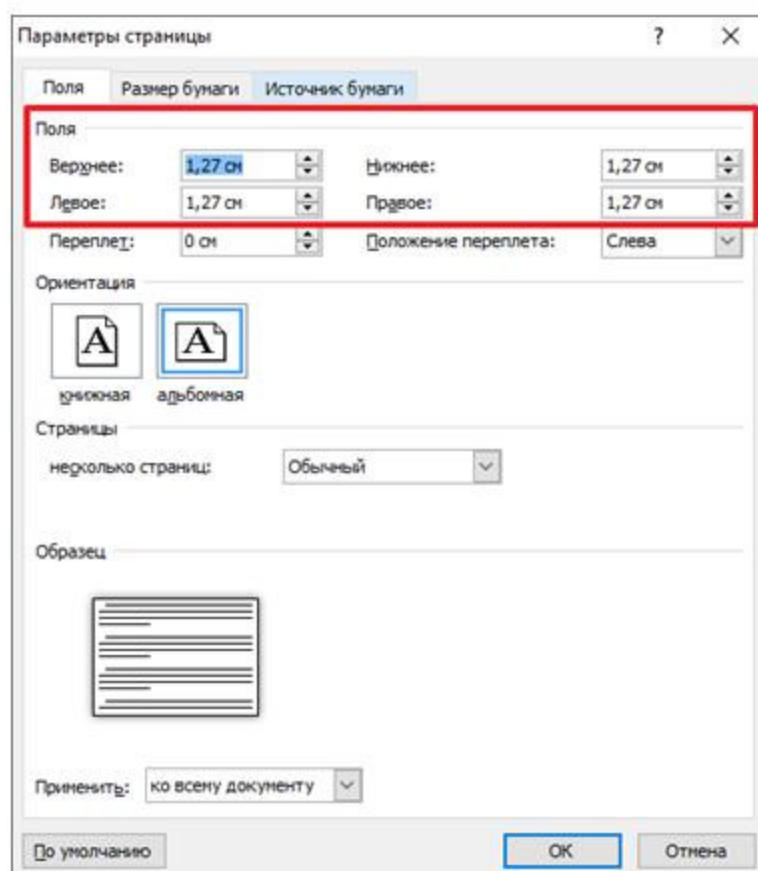 Параметры страницы ? ×
Поля Размер бумаги Источник бумаги
Поля
Верхнее: 1,27 см Нижнее: 1,27 см
Левое: 1,27 см Правое: 1,27 см
Переплет: 0 см Положение переплета: Слева
Ориентация
A A
книжная альбомная
Страницы
несколько страниц: Обычный
Образец
Применить: ко всему документу
По умолчанию ОК Отмена